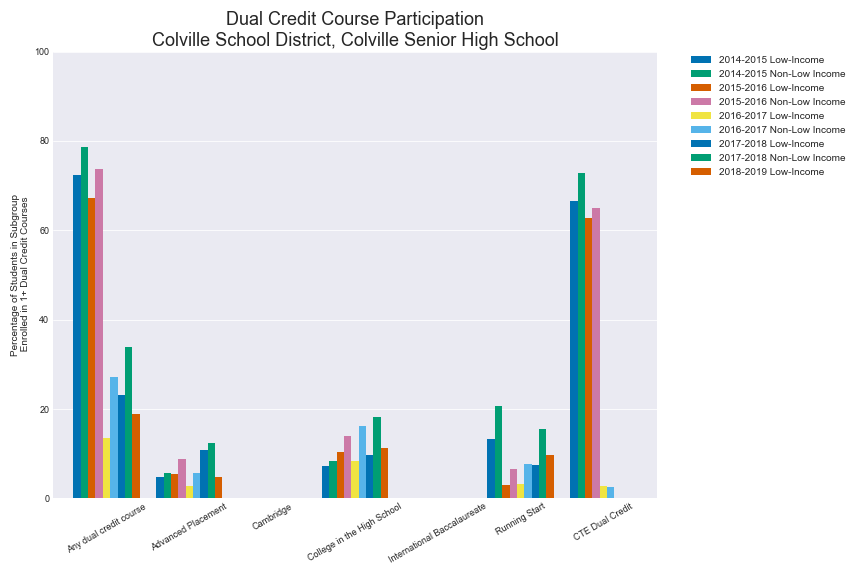 Dual Credit Course Participation
Colville School District, Colville Senior High School
Percentage of Students in Subgroup
Enrolled in 1+ Dual Credit Courses
100
80
60
40
20
0
Any dual credit course
Advanced Placement
Cambridge
College in the High School
International Baccalaureate
Running Start
CTE Dual Credit
2014-2015 Low-Income
2014-2015 Non-Low Income
2015-2016 Low-Income
2015-2016 Non-Low Income
2016-2017 Low-Income
2016-2017 Non-Low Income
2017-2018 Low-Income
2017-2018 Non-Low Income
2018-2019 Low-Income